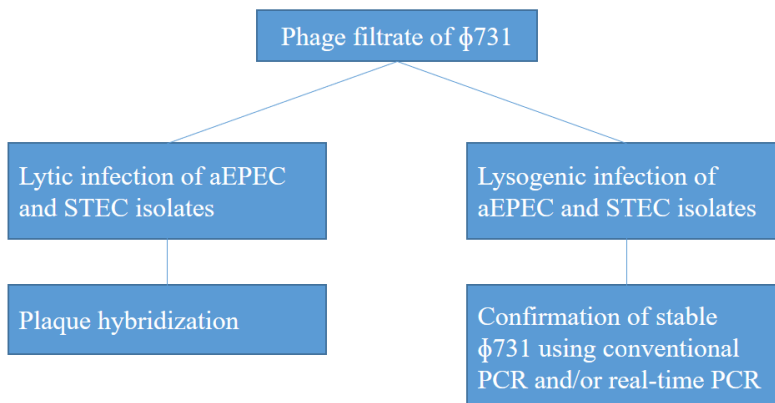 Phage filtrate of ϕ731
Lytic infection of aEPEC
and STEC isolates
Lysogenic infection of
aEPEC and STEC isolates
Plaque hybridization
Confirmation of stable
ϕ731 using conventional
PCR and/or real-time PCR